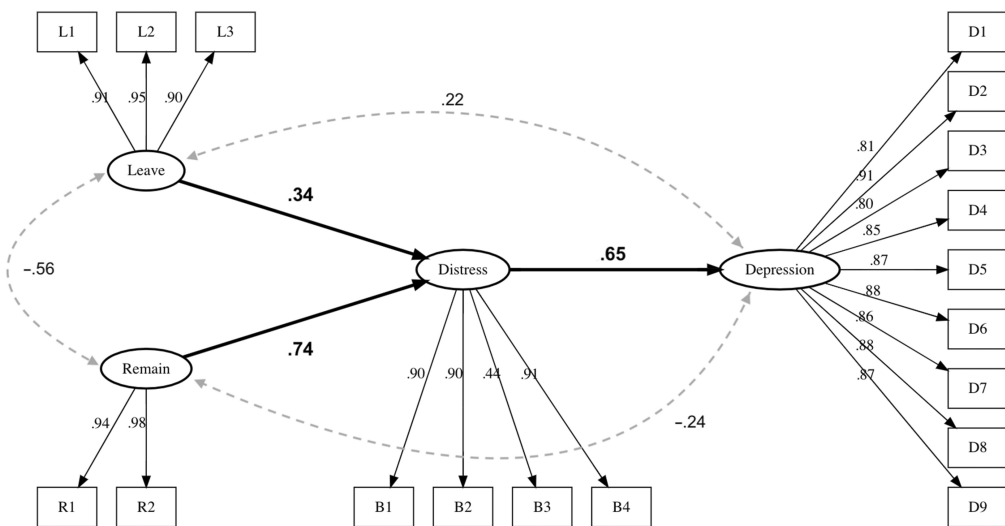 L1
L2
L3
D1
.91
.95
.90
.22
D2
.81
D3
Leave
.91
.34
.80
D4
.85
-.56
Distress
.65
Depression
.87
D5
.88
D6
.86
.74
.88
Remain
.90
.90
.44
.91
.87
D7
.94
.98
-.24
D8
R1
R2
B1
B2
B3
B4
D9